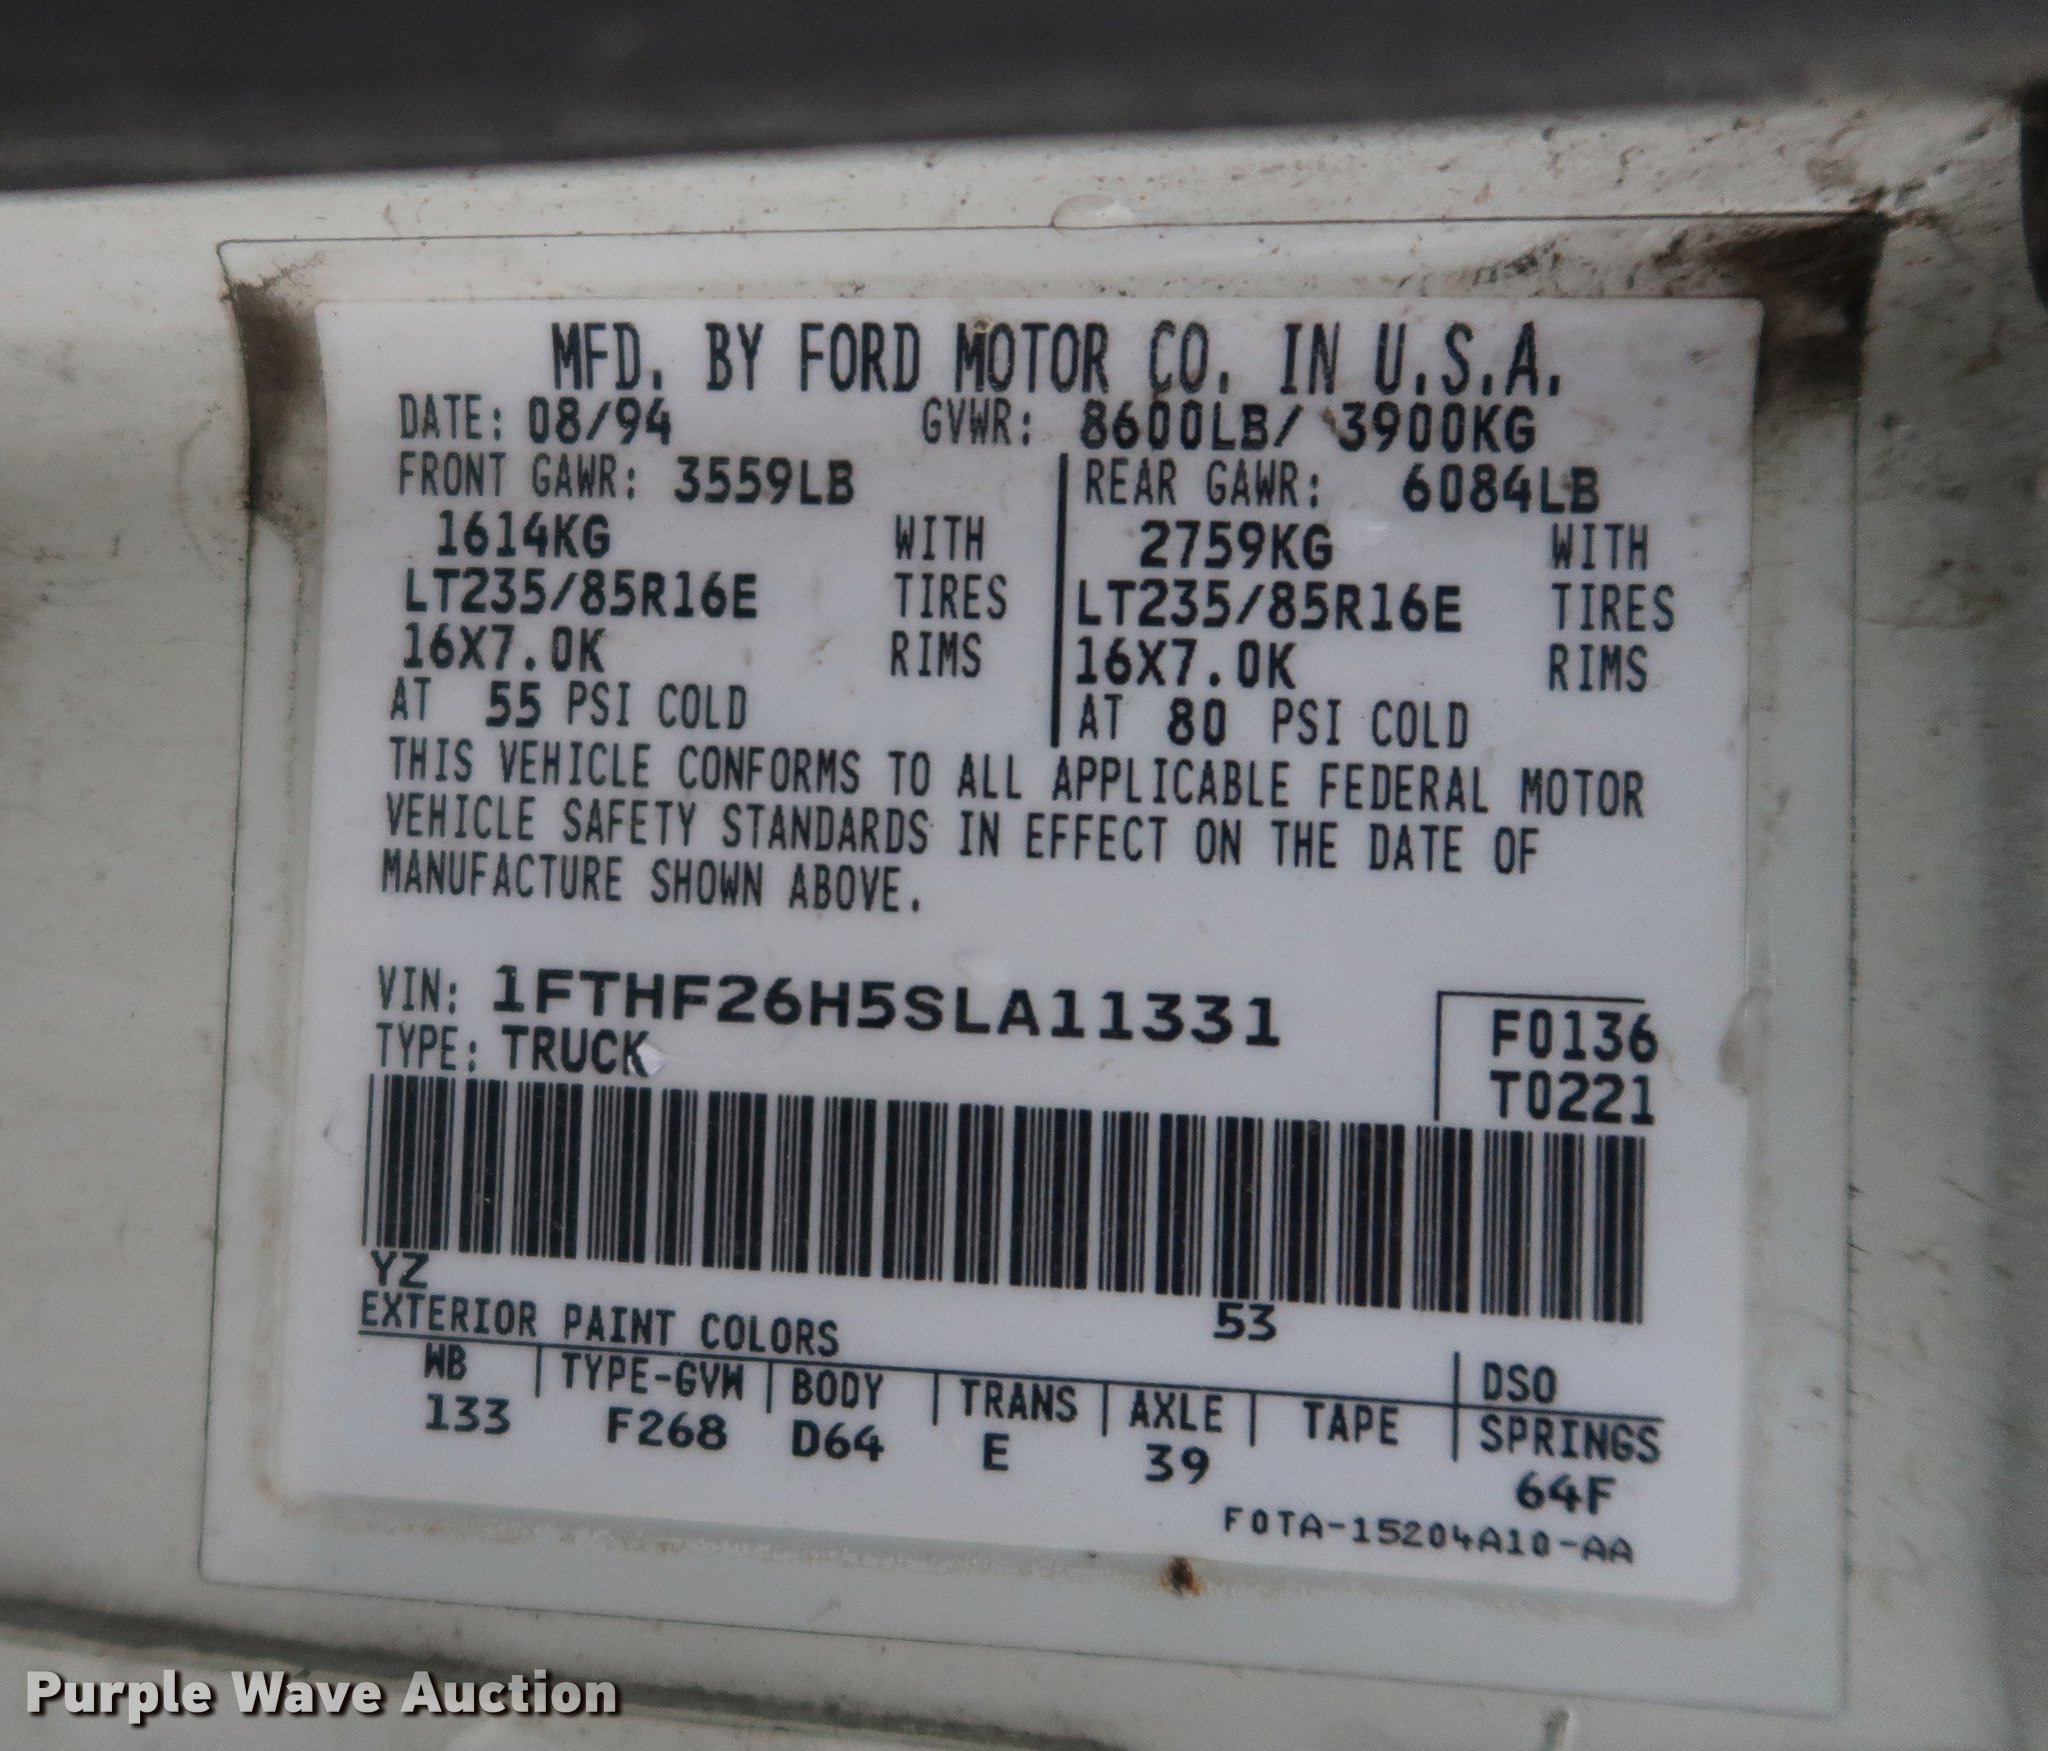 MFD. BY FORD MOTOR CO. IN U.S.A.
DATE: 08/94 GVWR: 8600LB/ 3900KG
FRONT GAWR: 3559LB REAR GAWR: 6084LB
1614KG WITH 2759KG WITH
LT235/85R16E TIRES LT235/85R16E TIRES
16X7.0K RIMS 16X7.0K RIMS
AT 55 PSI COLD AT 80 PSI COLD
THIS VEHICLE CONFORMS TO ALL APPLICABLE FEDERAL MOTOR
VEHICLE SAFETY STANDARDS IN EFFECT ON THE DATE OF
MANUFACTURE SHOWN ABOVE.
VIN: 1FTHF26H5SLA11331 F0136
TYPE: TRUCK T0221
YZ
EXTERIOR PAINT COLORS 53
WB TYPE-GVW BODY TRANS AXLE TAPE DSO
SPRINGS
133 F268 D64 E 39 64F
F0TA-15204A10-AA
Purple Wave Auction